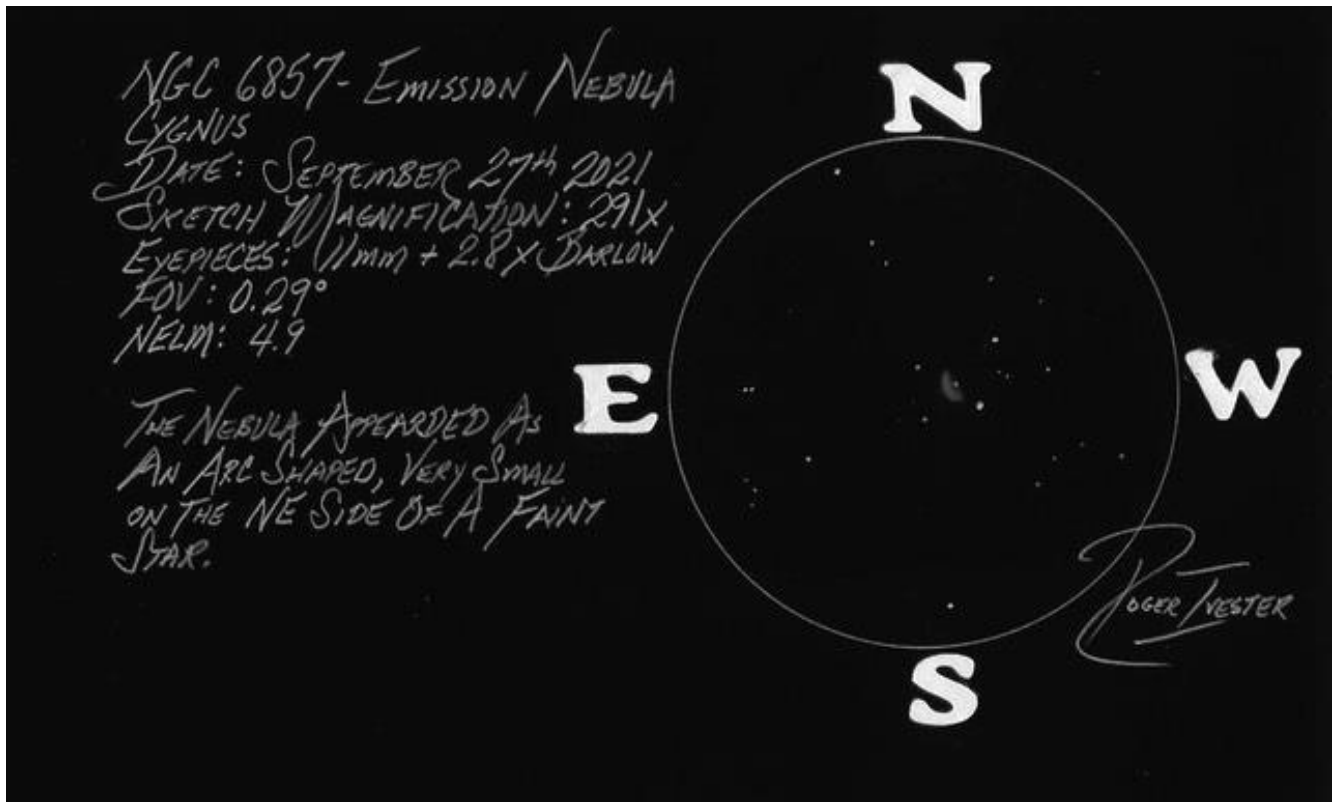 NGC 6857 - EMISSION NEBULA
CYGNUS
DATE: SEPTEMBER 27th 2021
SKETCH MAGNIFICATION: 291x
EYEPIECES: 11mm + 2.8x BARLOW
FOV: 0.29°
NELM: 4.9
THE NEBULA APPEARDED AS
AN ARC SHAPED, VERY SMALL
ON THE NE SIDE OF A FAINT
STAR.
N
E
W
S
ROGER IVESTER